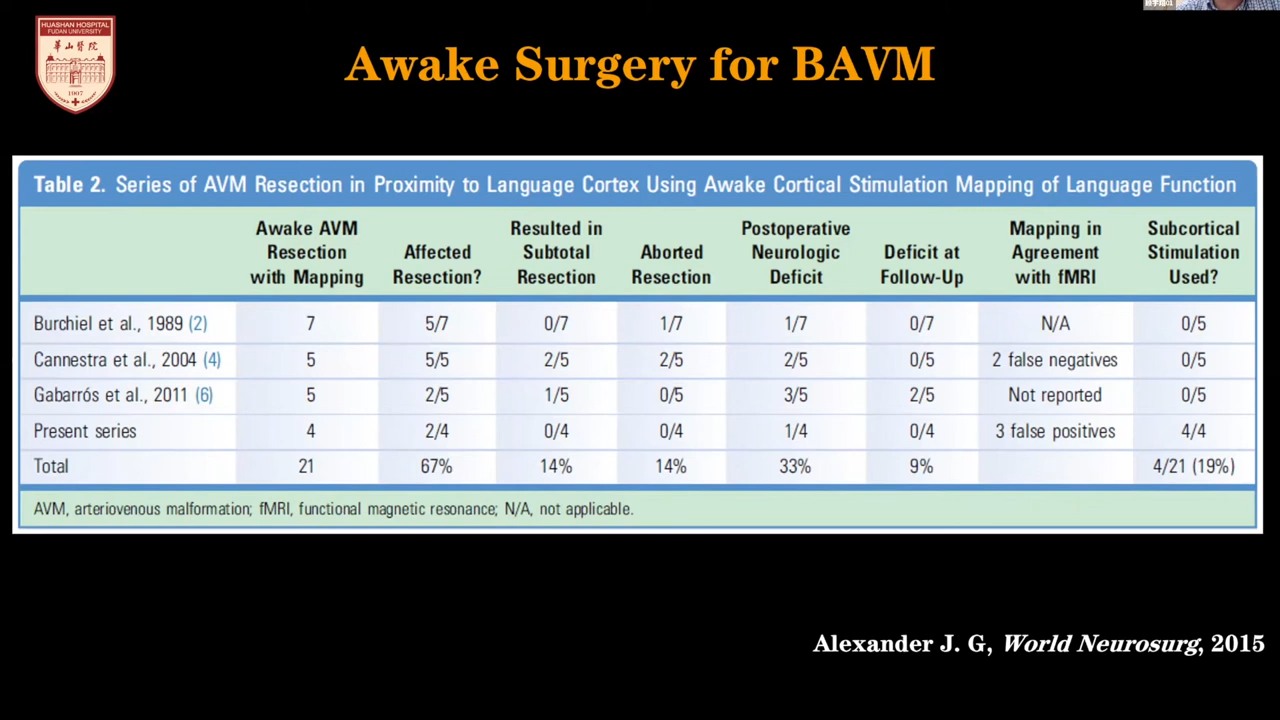 HUASHAN HOSPITAL
FUDAN UNIVERSITY
華山醫院
1907
Awake Surgery for BAVM
Table 2. Series of AVM Resection in Proximity to Language Cortex Using Awake Cortical Stimulation Mapping of Language Function
Awake AVM Resection with Mapping | Affected Resection? | Resulted in Subtotal Resection | Aborted Resection | Postoperative Neurologic Deficit | Deficit at Follow-Up | Mapping in Agreement with fMRI | Subcortical Stimulation Used?
Burchiel et al., 1989 (2) | 7 | 5/7 | 0/7 | 1/7 | 1/7 | 0/7 | N/A | 0/5
Cannestra et al., 2004 (4) | 5 | 5/5 | 2/5 | 2/5 | 2/5 | 0/5 | 2 false negatives | 0/5
Gabarrós et al., 2011 (6) | 5 | 2/5 | 1/5 | 0/5 | 3/5 | 2/5 | Not reported | 0/5
Present series | 4 | 2/4 | 0/4 | 0/4 | 1/4 | 0/4 | 3 false positives | 4/4
Total | 21 | 67% | 14% | 14% | 33% | 9% | 4/21 (19%)
AVM, arteriovenous malformation; fMRI, functional magnetic resonance; N/A, not applicable.
Alexander J. G, World Neurosurg, 2015